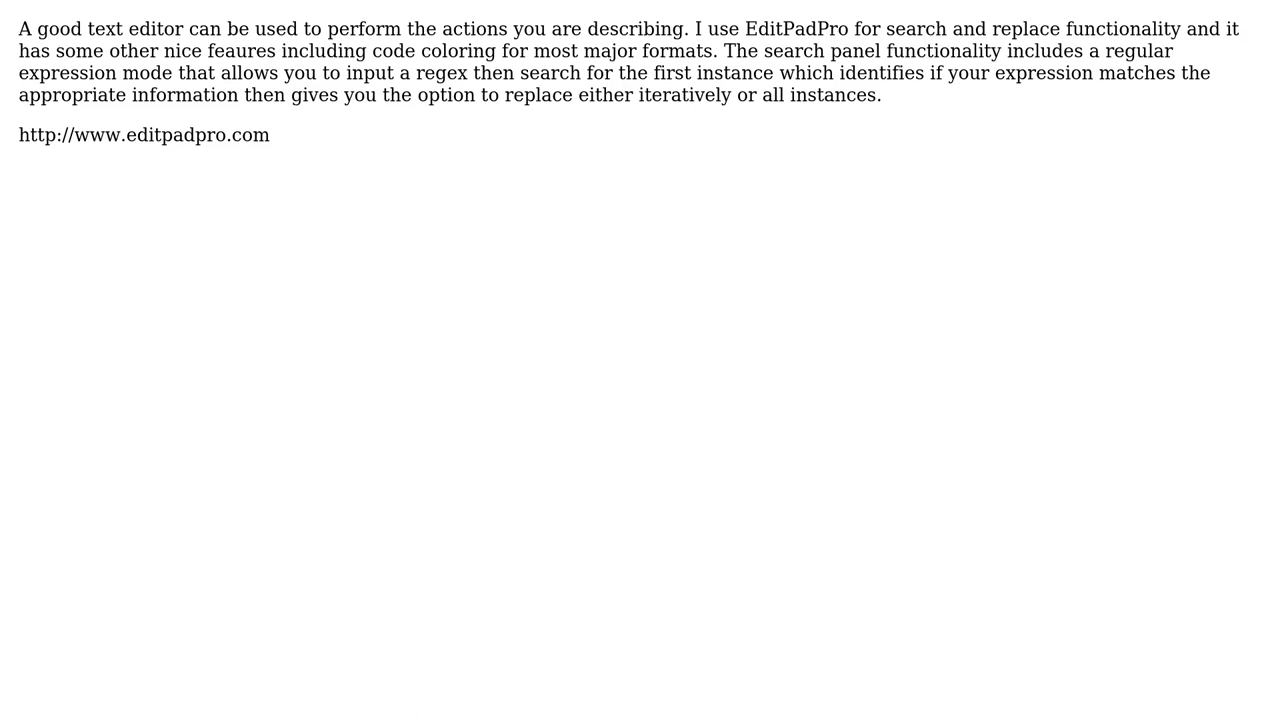 A good text editor can be used to perform the actions you are describing. I use EditPadPro for search and replace functionality and it
has some other nice feaures including code coloring for most major formats. The search panel functionality includes a regular
expression mode that allows you to input a regex then search for the first instance which identifies if your expression matches the
appropriate information then gives you the option to replace either iteratively or all instances.
http://www.editpadpro.com